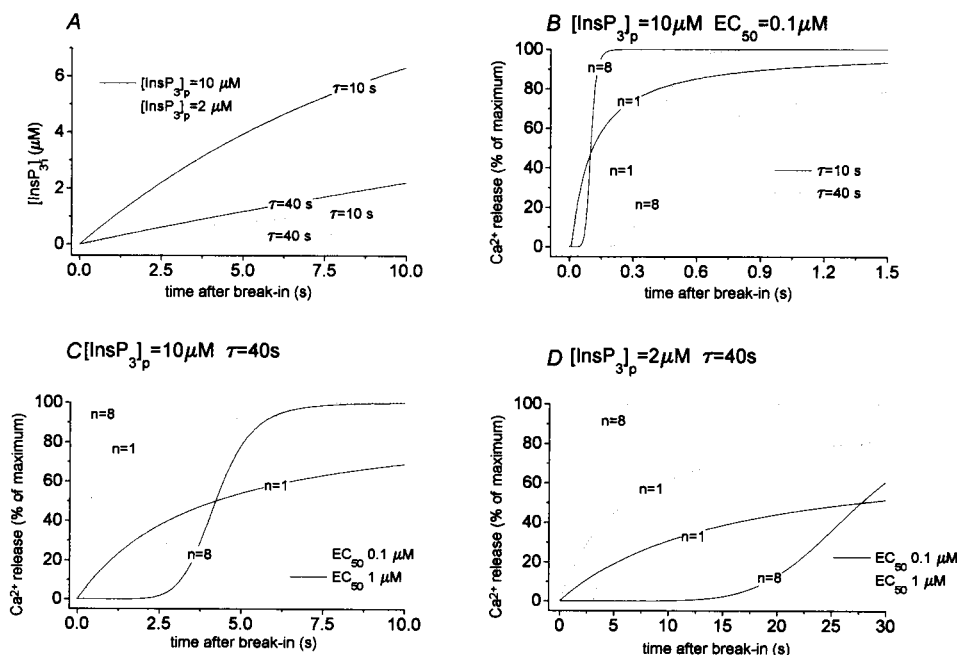 A
[InsP3]p=10 μM
[InsP3]p=2 μM
τ=10 s
τ=40 s
τ=10 s
τ=40 s
[InsP3]i (μM)
6
4
2
0
0.0 2.5 5.0 7.5 10.0
time after break-in (s)
B [InsP3]p=10μM EC50=0.1μM
n=8
n=1
n=1
n=8
τ=10 s
τ=40 s
Ca2+ release (% of maximum)
100
80
60
40
20
0
0.0 0.3 0.6 0.9 1.2 1.5
time after break-in (s)
C [InsP3]p=10μM τ=40s
n=8
n=1
n=1
n=8
EC50 0.1 μM
EC50 1 μM
Ca2+ release (% of maximum)
100
80
60
40
20
0
0.0 2.5 5.0 7.5 10.0
time after break-in (s)
D [InsP3]p=2μM τ=40s
n=8
n=1
n=1
n=8
EC50 0.1 μM
EC50 1 μM
Ca2+ release (% of maximum)
100
80
60
40
20
0
0 5 10 15 20 25 30
time after break-in (s)